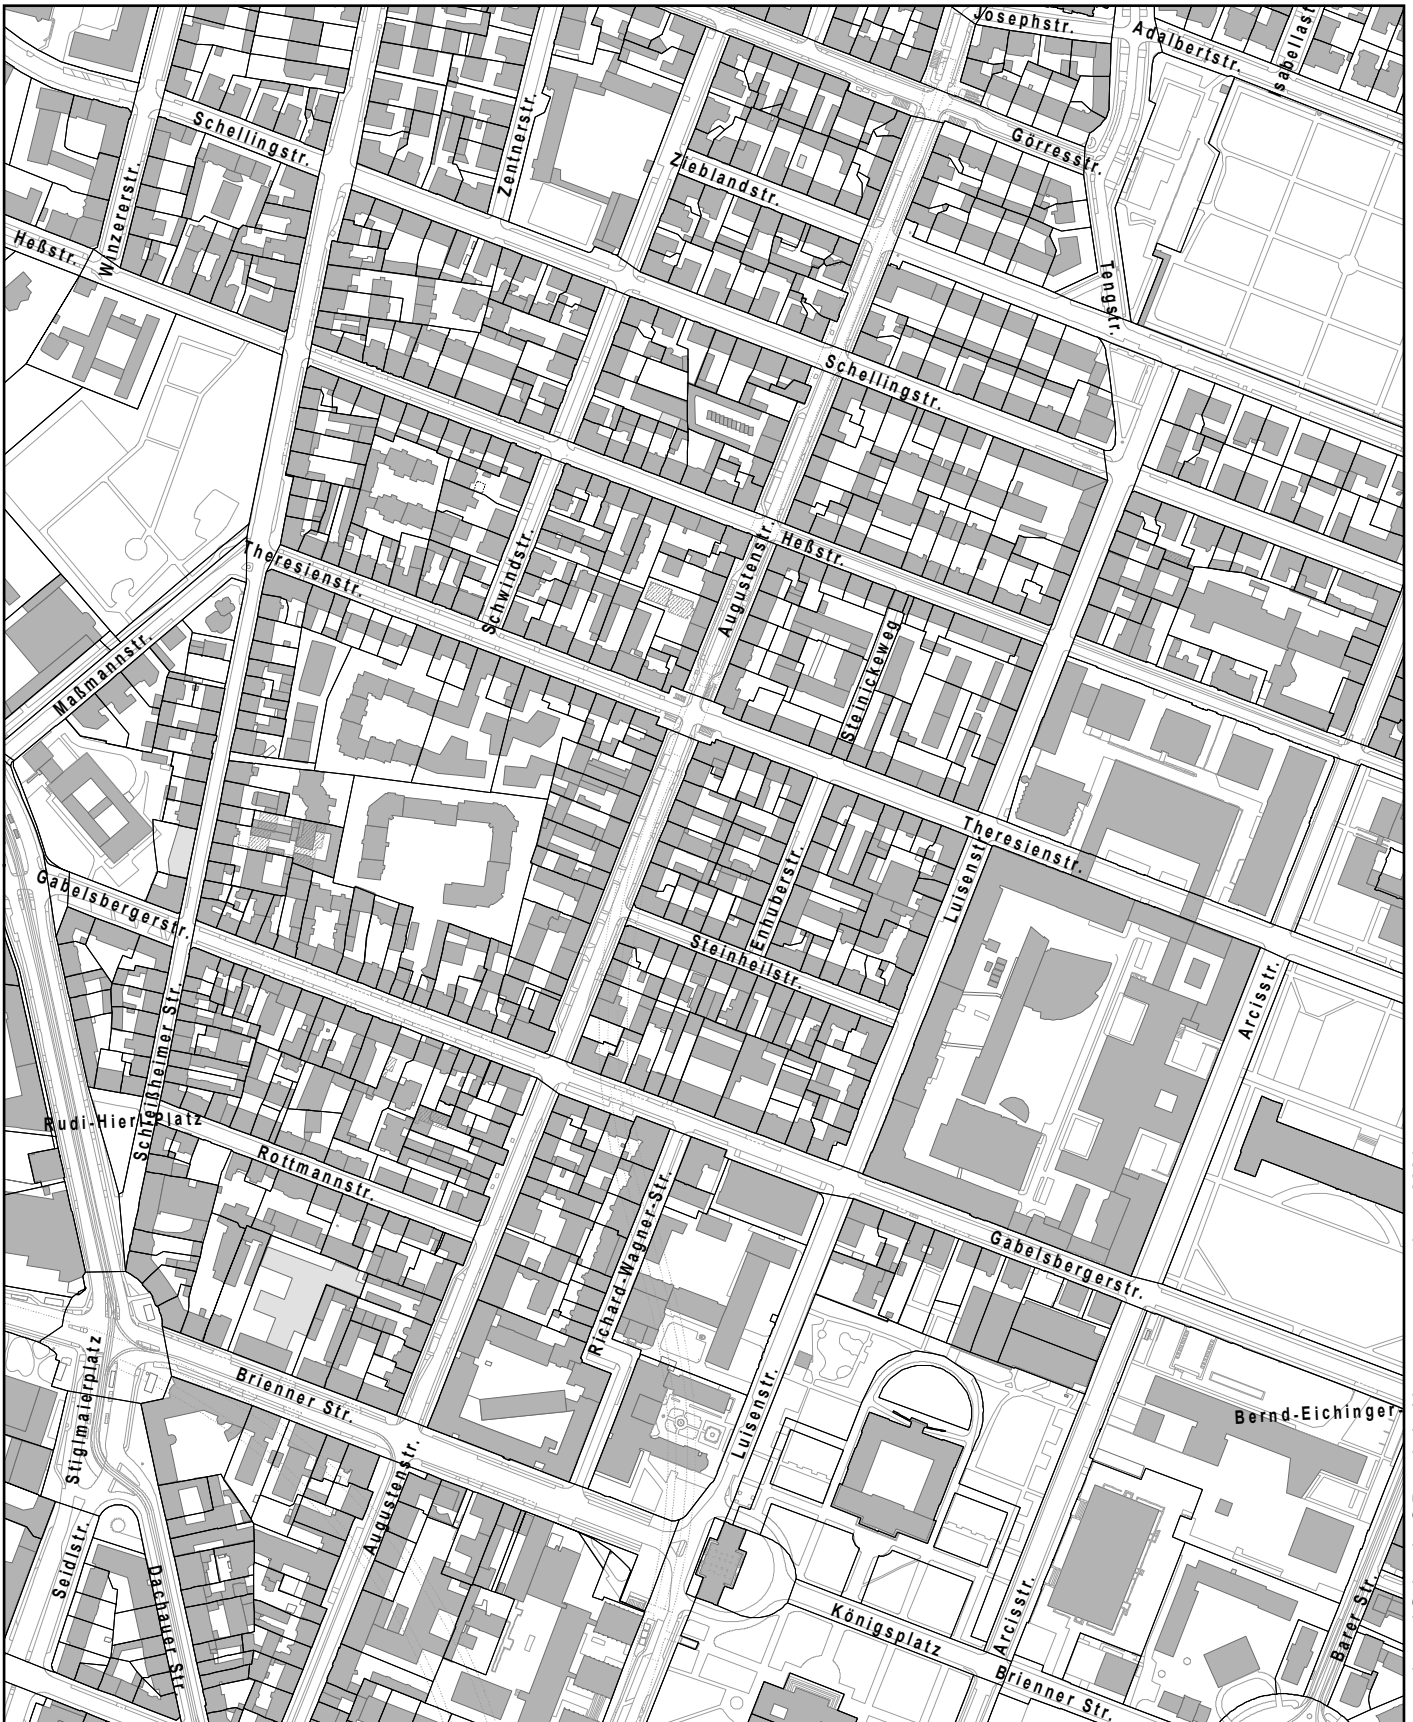 Josephstr.
Adalbertstr.
Isabellast
Schellingstr.
Zentnerstr.
Görresstr.
Zieblandstr.
Winzererstr.
Heßstr.
Tengstr.
Schellingstr.
Theresienstr.
Schwindstr.
Augustenstr.
Heßstr.
Steinickeweg
Maßmannstr.
Theresienstr.
Luisenstr.
Enhuberstr.
Gabelsbergerstr.
Steinheilstr.
Arcisstr.
Schleißheimer Str.
Rudi-Hierl-Platz
Rottmannstr.
Richard-Wagner-Str.
Gabelsbergerstr.
Stiglmaierplatz
Brienner Str.
Luisenstr.
Bernd-Eichinger-
Augustenstr.
Seidlstr.
Dachauer Str.
Königsplatz
Arcisstr.
Barer Str.
Brienner Str.